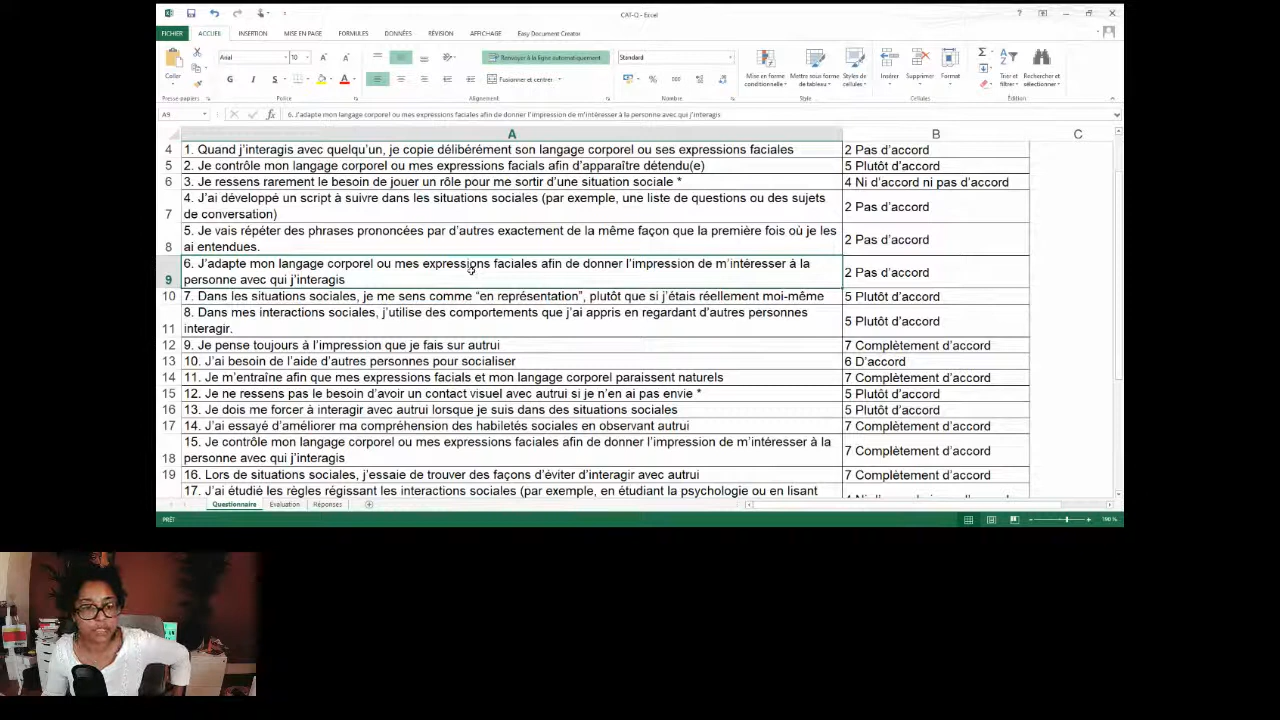 CAT-Q - Excel
FICHIER ACCUEIL INSERTION MISE EN PAGE FORMULES DONNÉES RÉVISION AFFICHAGE Easy Document Creator
Coller
Arial 10
Renvoyer à la ligne automatiquement
Standard
G I S
Fusionner et centrer
%
Mise en forme conditionnelle
Mettre sous forme de tableau
Styles de cellules
Insérer
Supprimer
Format
Trier et filtrer
Rechercher et sélectionner
Presse-papiers Police Alignement Nombre Style Cellules Édition
A9 fx 6. J'adapte mon langage corporel ou mes expressions faciales afin de donner l'impression de m'intéresser à la personne avec qui j'interagis
A B C
4 1. Quand j'interagis avec quelqu'un, je copie délibérément son langage corporel ou ses expressions faciales 2 Pas d'accord
5 2. Je contrôle mon langage corporel ou mes expressions facials afin d'apparaître détendu(e) 5 Plutôt d'accord
6 3. Je ressens rarement le besoin de jouer un rôle pour me sortir d'une situation sociale * 4 Ni d'accord ni pas d'accord
4. J'ai développé un script à suivre dans les situations sociales (par exemple, une liste de questions ou des sujets
7 de conversation) 2 Pas d'accord
5. Je vais répéter des phrases prononcées par d'autres exactement de la même façon que la première fois où je les
8 ai entendues. 2 Pas d'accord
6. J'adapte mon langage corporel ou mes expressions faciales afin de donner l'impression de m'intéresser à la
9 personne avec qui j'interagis 2 Pas d'accord
10 7. Dans les situations sociales, je me sens comme “en représentation”, plutôt que si j'étais réellement moi-même 5 Plutôt d'accord
8. Dans mes interactions sociales, j'utilise des comportements que j'ai appris en regardant d'autres personnes
11 interagir. 5 Plutôt d'accord
12 9. Je pense toujours à l'impression que je fais sur autrui 7 Complètement d'accord
13 10. J'ai besoin de l'aide d'autres personnes pour socialiser 6 D'accord
14 11. Je m'entraîne afin que mes expressions facials et mon langage corporel paraissent naturels 7 Complètement d'accord
15 12. Je ne ressens pas le besoin d'avoir un contact visuel avec autrui si je n'en ai pas envie * 5 Plutôt d'accord
16 13. Je dois me forcer à interagir avec autrui lorsque je suis dans des situations sociales 5 Plutôt d'accord
17 14. J'ai essayé d'améliorer ma compréhension des habiletés sociales en observant autrui 7 Complètement d'accord
15. Je contrôle mon langage corporel ou mes expressions faciales afin de donner l'impression de m'intéresser à la
18 personne avec qui j'interagis 7 Complètement d'accord
19 16. Lors de situations sociales, j'essaie de trouver des façons d'éviter d'interagir avec autrui 7 Complètement d'accord
17. J'ai étudié les règles régissant les interactions sociales (par exemple, en étudiant la psychologie ou en lisant
Questionnaire Evaluation Réponses
PRÊT 190 %